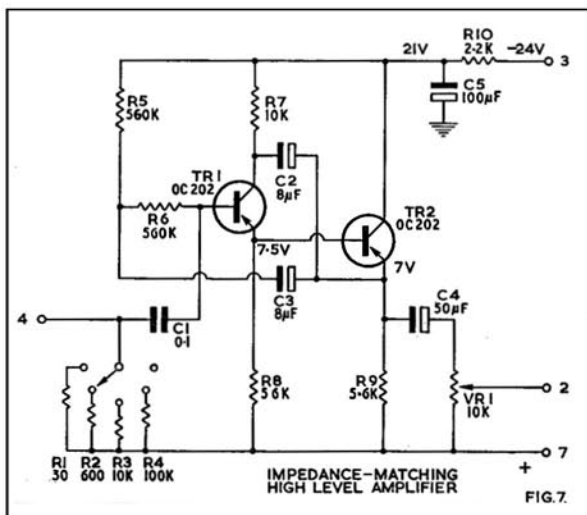 R10
2·2K
21V
-24V
3
C5
100µF
R5
560K
R7
10K
TR1
OC202
C2
8µF
R6
560K
TR2
OC202
7·5V
7V
C3
8µF
4
C1
0·1
C4
50µF
R8
56K
R9
5·6K
VR1
10K
2
7
+
R1
30
R2
600
R3
10K
R4
100K
IMPEDANCE-MATCHING
HIGH LEVEL AMPLIFIER
FIG.7.